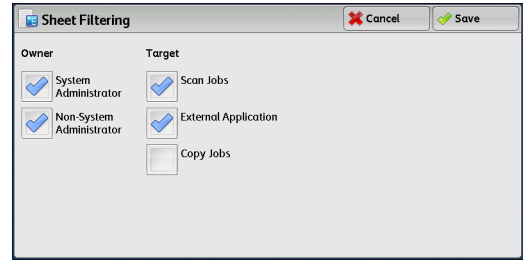 Sheet Filtering
Cancel
Save
Owner
Target
System
Administrator
Scan Jobs
Non-System
Administrator
External Application
Copy Jobs